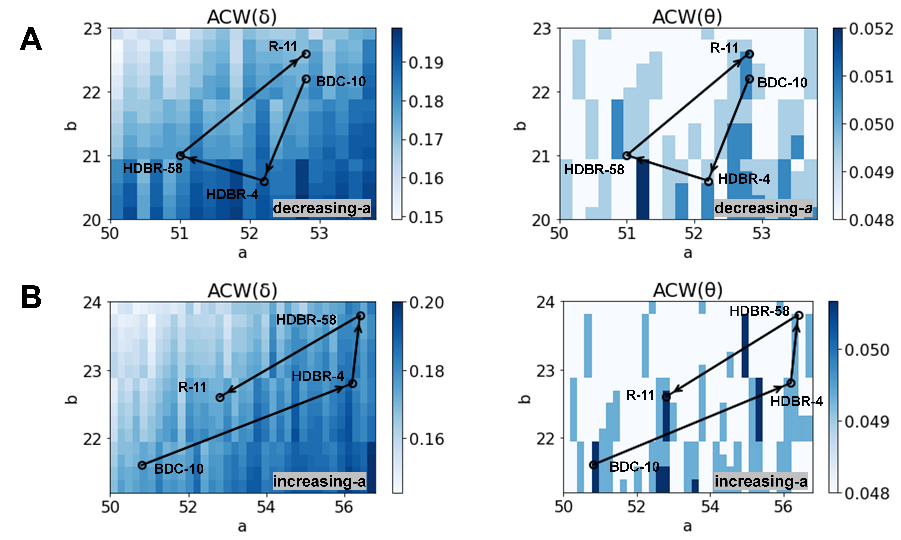 A
ACW(δ)
23
22
21
20
b
50
51
52
53
a
R-11
BDC-10
HDBR-58
HDBR-4
decreasing-a
0.19
0.18
0.17
0.16
0.15
ACW(θ)
23
22
21
20
b
50
51
52
53
a
R-11
BDC-10
HDBR-58
HDBR-4
decreasing-a
0.052
0.051
0.050
0.049
0.048
B
ACW(δ)
24
23
22
b
50
52
54
56
a
HDBR-58
HDBR-4
R-11
BDC-10
increasing-a
0.20
0.18
0.16
ACW(θ)
24
23
22
b
50
52
54
56
a
HDBR-58
R-11
HDBR-4
BDC-10
increasing-a
0.050
0.049
0.048